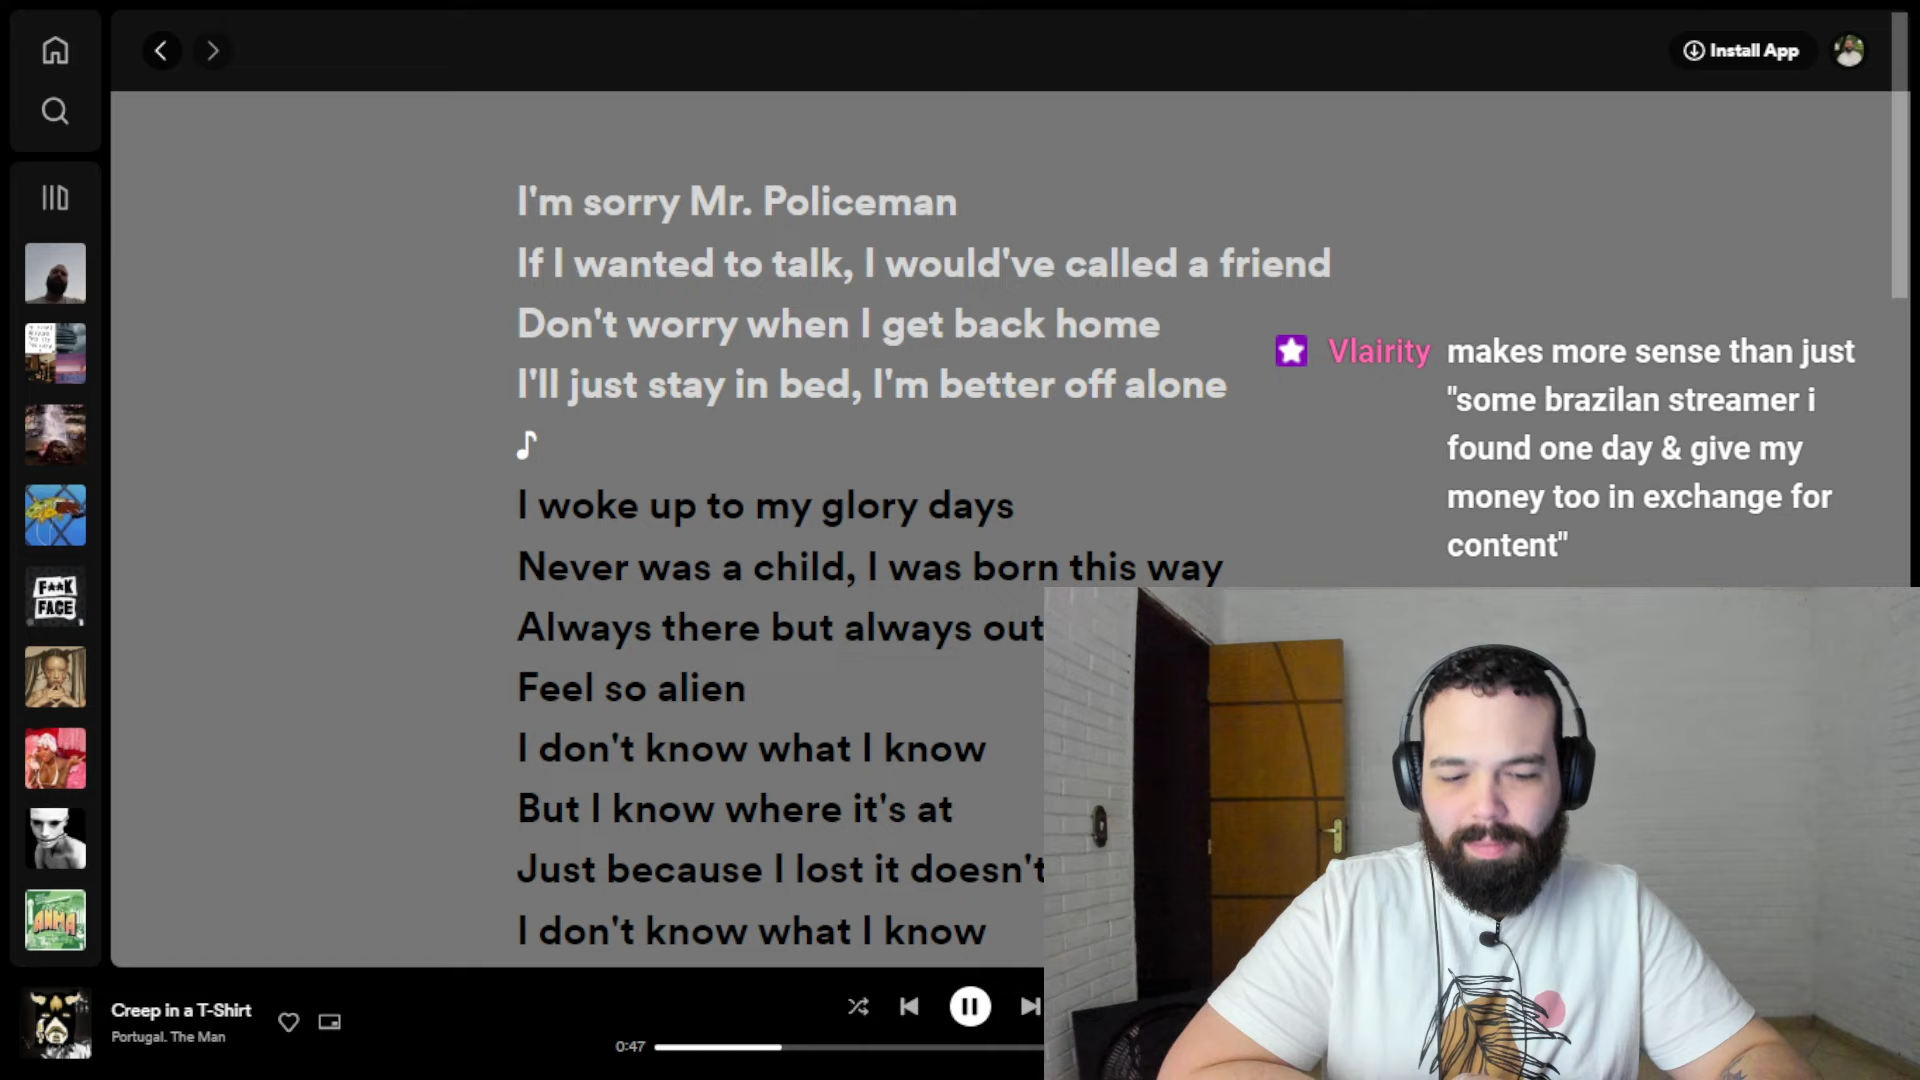 Install App
I'm sorry Mr. Policeman
If I wanted to talk, I would've called a friend
Don't worry when I get back home
I'll just stay in bed, I'm better off alone
♪
I woke up to my glory days
Never was a child, I was born this way
Always there but always out
Feel so alien
I don't know what I know
But I know where it's at
Just because I lost it doesn't
I don't know what I know
Vlairity makes more sense than just
"some brazilan streamer i
found one day & give my
money too in exchange for
content"
F**K
FACE
Creep in a T-Shirt
Portugal. The Man
0:47